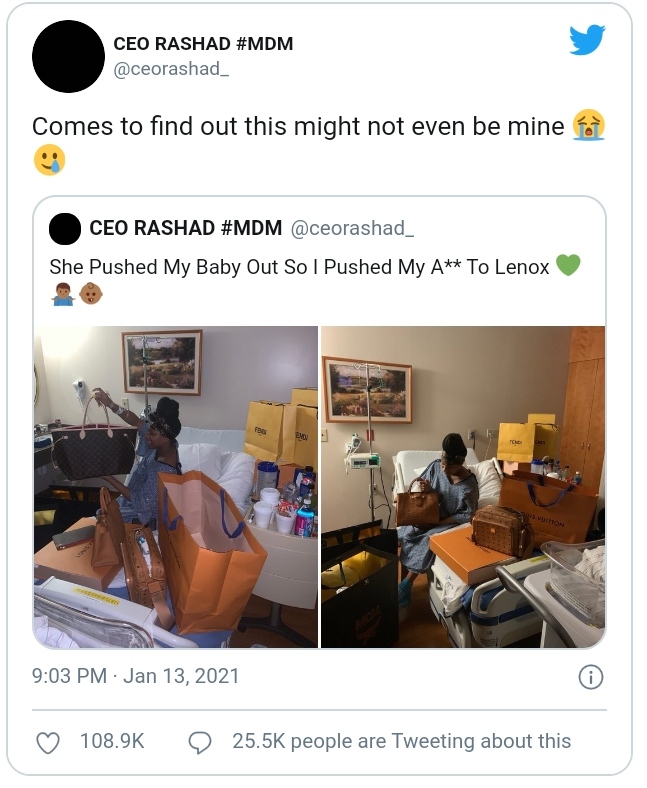 CEO RASHAD #MDM
@ceorashad_
Comes to find out this might not even be mine 😭
🥲
CEO RASHAD #MDM @ceorashad_
She Pushed My Baby Out So I Pushed My A** To Lenox 💚
🤷🏽‍♂️👶🏽
FENDI
FENDI
FENDI
LOUIS VUITTON
9:03 PM · Jan 13, 2021
108.9K
25.5K people are Tweeting about this